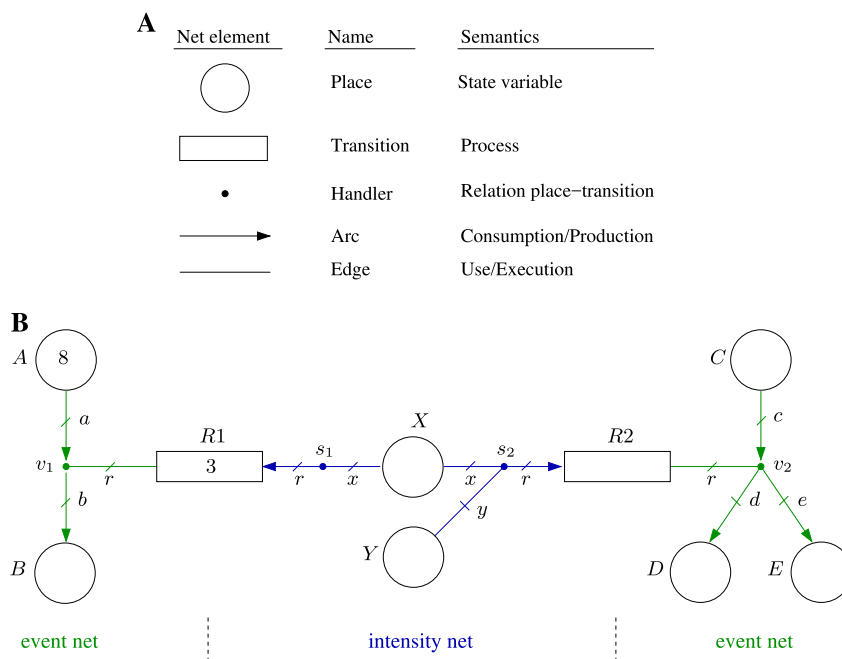 A
Net element Name Semantics
Place State variable
Transition Process
Handler Relation place−transition
Arc Consumption/Production
Edge Use/Execution
B
A 8 C
a c
R1 X R2
v1 r 3 r s1 x x s2 r r v2
b y d e
B Y D E
event net intensity net event net